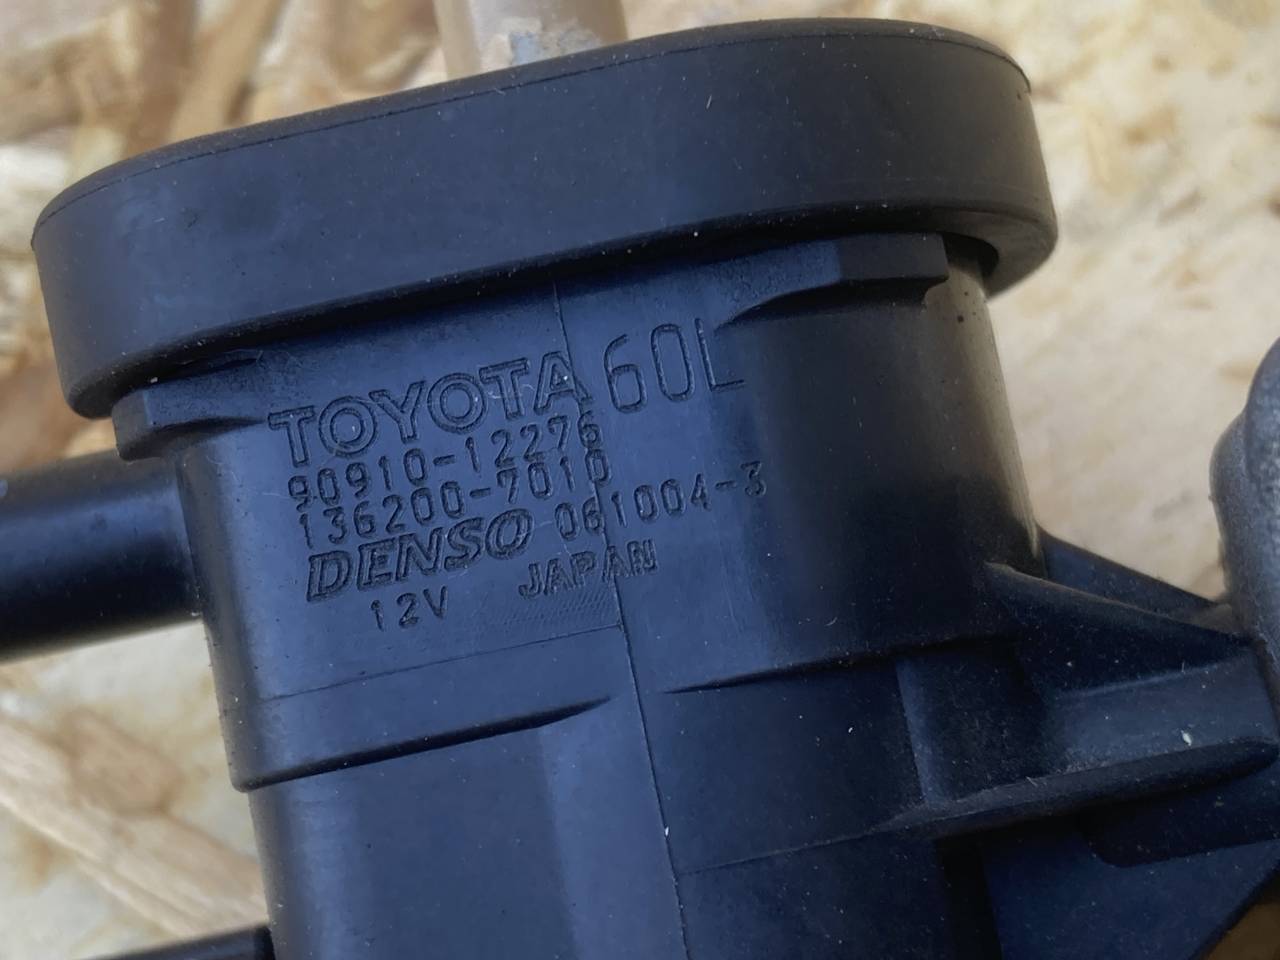 TOYOTA 60L
90910-12276
136200-7010
DENSO 061004-3
12V JAPAN